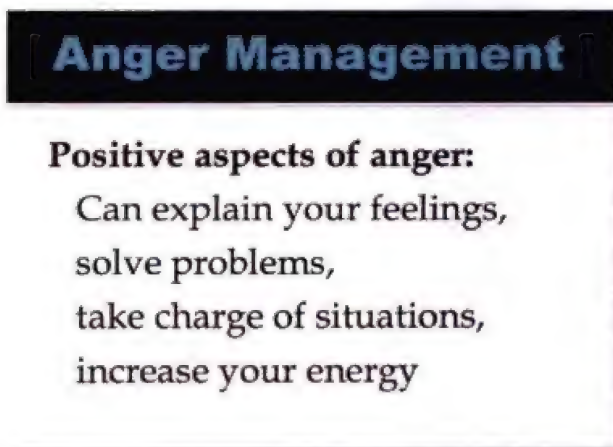 Anger Management
Positive aspects of anger:
Can explain your feelings,
solve problems,
take charge of situations,
increase your energy